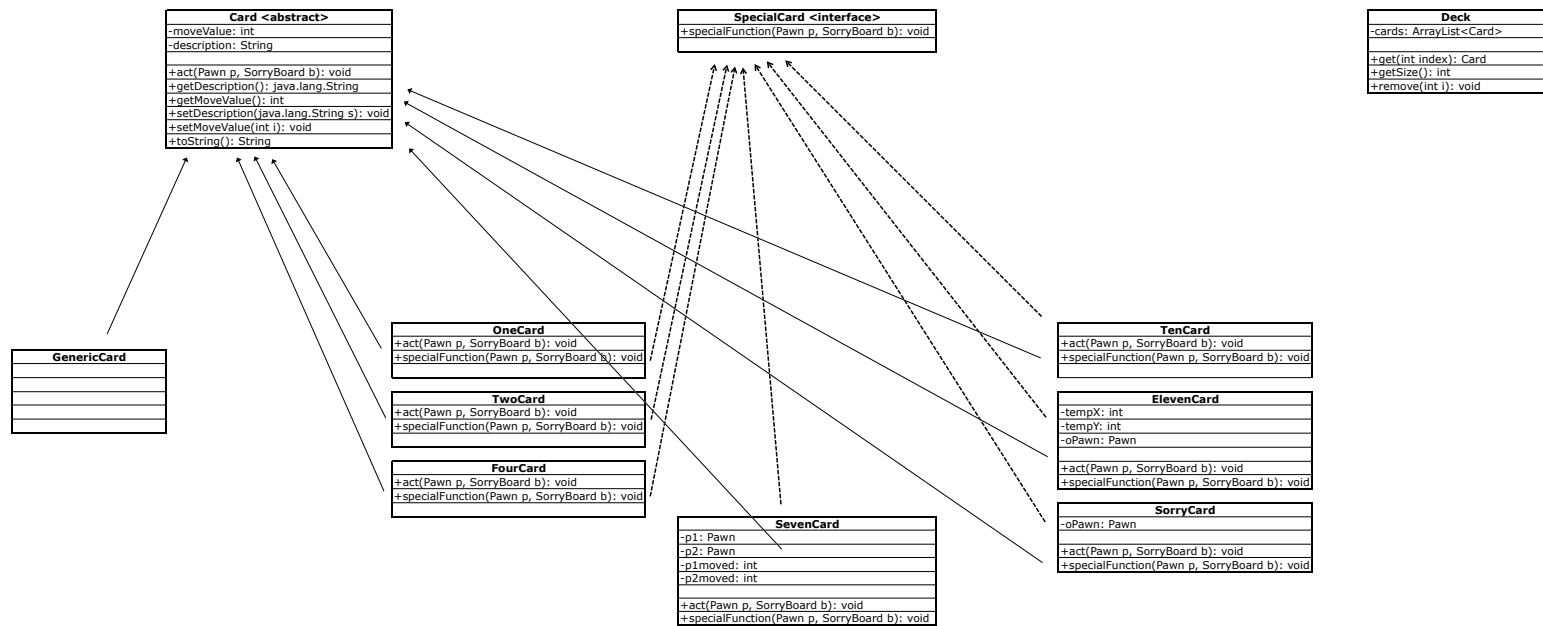 Card <abstract>
-moveValue: int
-description: String
+act(Pawn p, SorryBoard b): void
+getDescription(): java.lang.String
+getMoveValue(): int
+setDescription(java.lang.String s): void
+setMoveValue(int i): void
+toString(): String
SpecialCard <interface>
+specialFunction(Pawn p, SorryBoard b): void
Deck
-cards: ArrayList<Card>
+get(int index): Card
+getSize(): int
+remove(int i): void
GenericCard
OneCard
+act(Pawn p, SorryBoard b): void
+specialFunction(Pawn p, SorryBoard b): void
TwoCard
+act(Pawn p, SorryBoard b): void
+specialFunction(Pawn p, SorryBoard b): void
FourCard
+act(Pawn p, SorryBoard b): void
+specialFunction(Pawn p, SorryBoard b): void
SevenCard
-p1: Pawn
-p2: Pawn
-p1moved: int
-p2moved: int
+act(Pawn p, SorryBoard b): void
+specialFunction(Pawn p, SorryBoard b): void
TenCard
+act(Pawn p, SorryBoard b): void
+specialFunction(Pawn p, SorryBoard b): void
ElevenCard
-tempX: int
-tempY: int
-oPawn: Pawn
+act(Pawn p, SorryBoard b): void
+specialFunction(Pawn p, SorryBoard b): void
SorryCard
-oPawn: Pawn
+act(Pawn p, SorryBoard b): void
+specialFunction(Pawn p, SorryBoard b): void